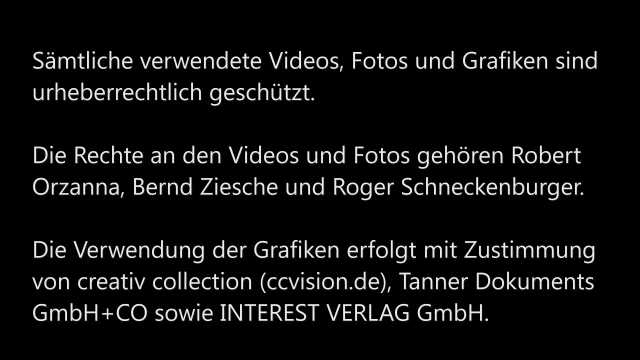 Sämtliche verwendete Videos, Fotos und Grafiken sind
urheberrechtlich geschützt.
Die Rechte an den Videos und Fotos gehören Robert
Orzanna, Bernd Ziesche und Roger Schneckenburger.
Die Verwendung der Grafiken erfolgt mit Zustimmung
von creativ collection (ccvision.de), Tanner Dokuments
GmbH+CO sowie INTEREST VERLAG GmbH.